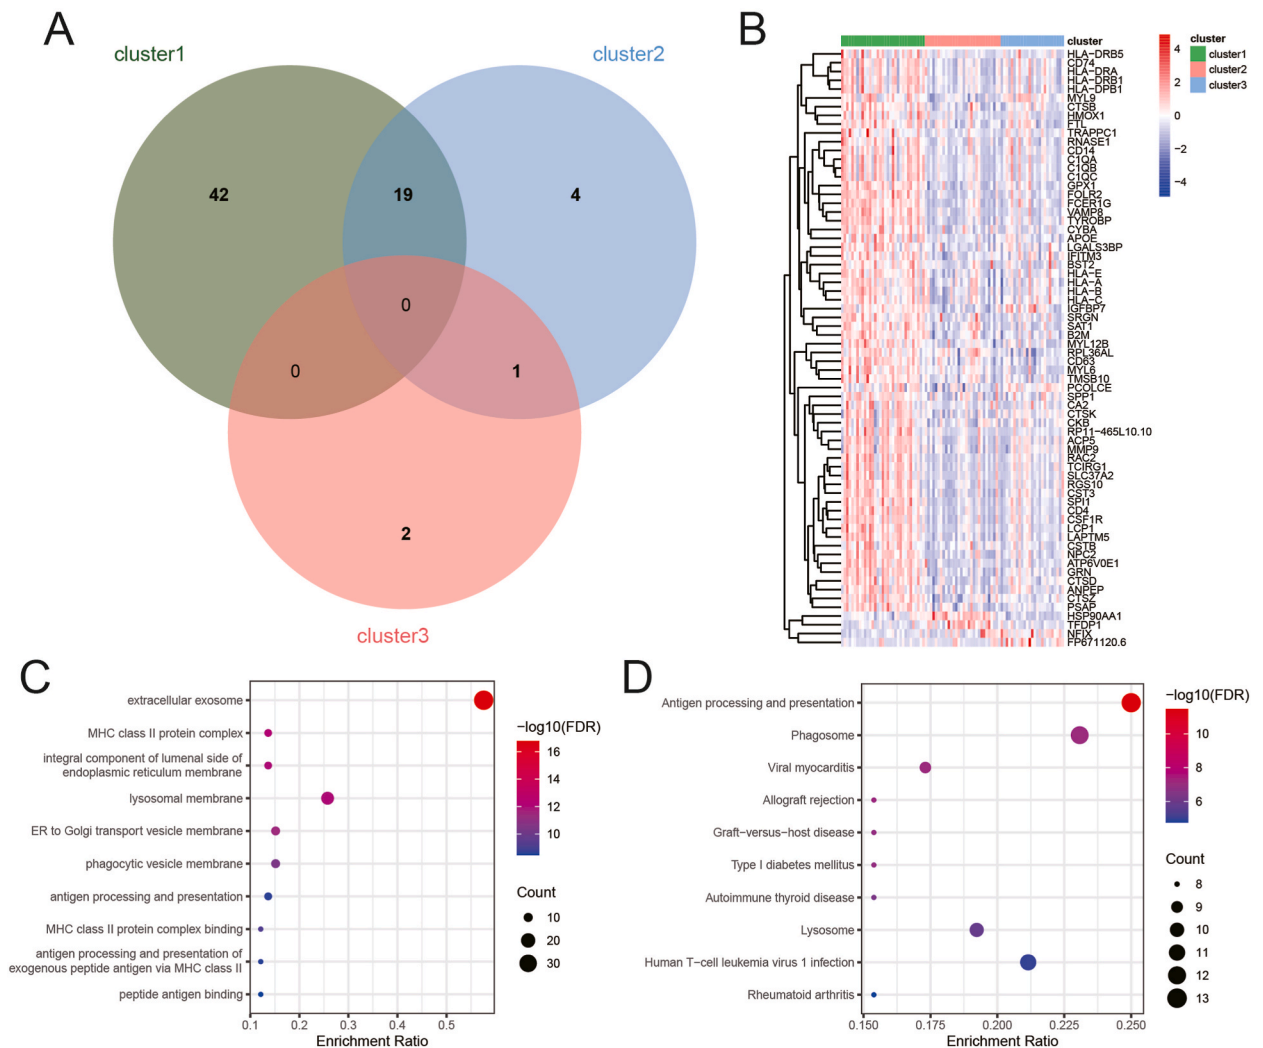 A
cluster1
cluster2
42
19
4
0
0
1
2
cluster3
B
cluster
HLA-DRB5
CD74
HLA-DRA
HLA-DRB1
HLA-DPB1
MYL9
CTSB
HMOX1
FTL
TRAPPC1
RNASE1
CD14
C1QA
C1QB
C1QC
GPX1
FOLR2
FCER1G
VAMP8
TYROBP
CYBA
APOE
LGALS3BP
IFITM3
BST2
HLA-E
HLA-A
HLA-B
HLA-C
IGFBP7
SRGN
SAT1
B2M
MYL12B
RPL36AL
CD63
MYL6
TMSB10
PCOLCE
SPP1
CA2
CTSK
CKB
RP11-465L10.10
ACP5
MMP9
RAC2
TCIRG1
SLC37A2
RGS10
CST3
SPI1
CD4
CSF1R
LCP1
LAPTM5
CSTB
NPC2
ATP6V0E1
GRN
CTSD
ANPEP
CTSZ
PSAP
HSP90AA1
TFDP1
NFIX
FP671120.6
4
2
0
−2
−4
cluster
cluster1
cluster2
cluster3
C
extracellular exosome
MHC class II protein complex
integral component of lumenal side of
endoplasmic reticulum membrane
lysosomal membrane
ER to Golgi transport vesicle membrane
phagocytic vesicle membrane
antigen processing and presentation
MHC class II protein complex binding
antigen processing and presentation of
exogenous peptide antigen via MHC class II
peptide antigen binding
0.1 0.2 0.3 0.4 0.5
Enrichment Ratio
−log10(FDR)
16
14
12
10
Count
10
20
30
D
Antigen processing and presentation
Phagosome
Viral myocarditis
Allograft rejection
Graft−versus−host disease
Type I diabetes mellitus
Autoimmune thyroid disease
Lysosome
Human T−cell leukemia virus 1 infection
Rheumatoid arthritis
0.150 0.175 0.200 0.225 0.250
Enrichment Ratio
−log10(FDR)
10
8
6
Count
8
9
10
11
12
13